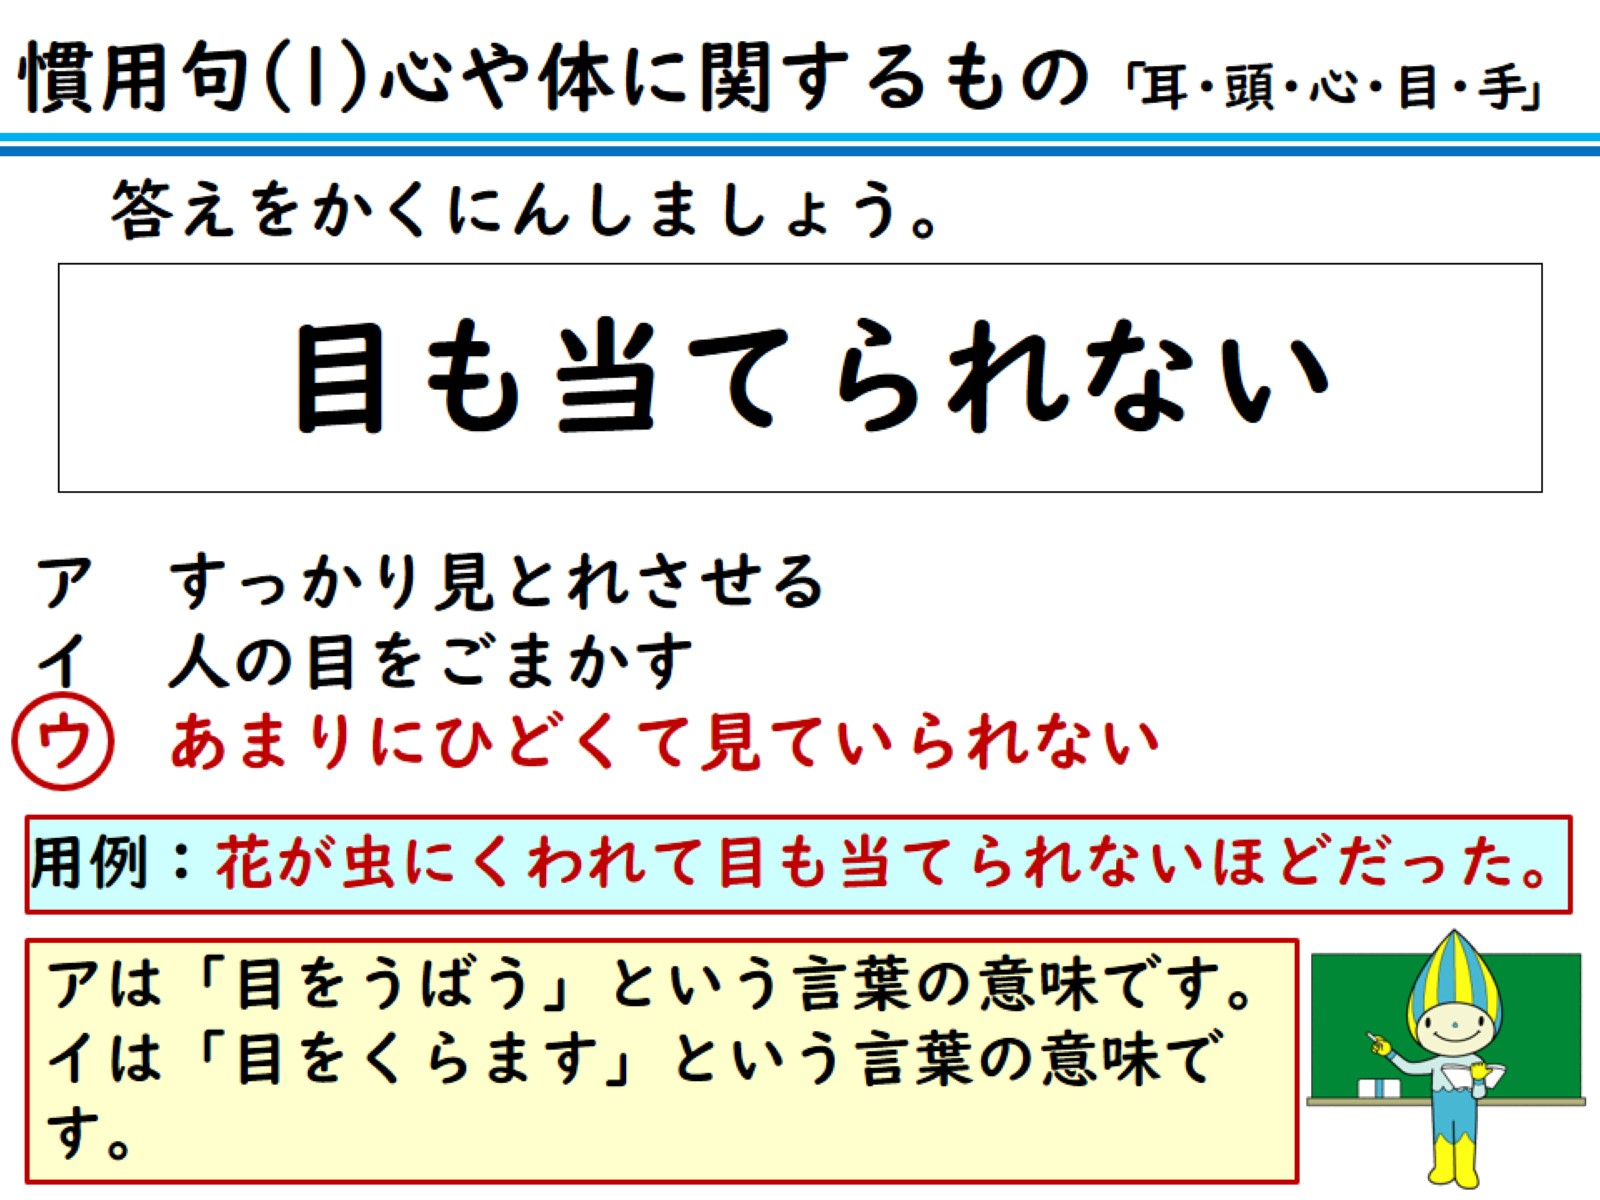 慣用句(1)心や体に関するもの「耳・頭・心・目・手」
答えをかくにんしましょう。
目も当てられない
ア　すっかり見とれさせる
イ　人の目をごまかす
ウ　あまりにひどくて見ていられない
用例：花が虫にくわれて目も当てられないほどだった。
アは「目をうばう」という言葉の意味です。
イは「目をくらます」という言葉の意味で
す。